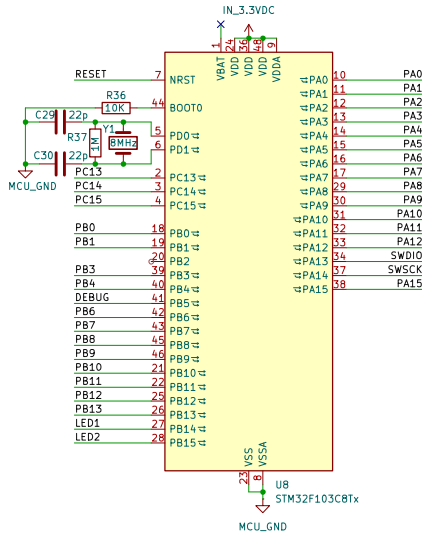 IN_3.3VDC
1 24 36 48 9
VBAT VDD VDD VDD VDDA
RESET 7 NRST PA0 10 PA0
PA1 11 PA1
R36
10K 44 BOOT0 PA2 12 PA2
C29 22p PA3 13 PA3
R37 1M Y1 8MHz 5 PD0 PA4 14 PA4
6 PD1 PA5 15 PA5
C30 22p PA6 16 PA6
MCU_GND
PC13 2 PC13 PA7 17 PA7
PC14 3 PC14 PA8 29 PA8
PC15 4 PC15 PA9 30 PA9
PA10 31 PA10
PB0 18 PB0 PA11 32 PA11
PB1 19 PB1 PA12 33 PA12
20 PB2 PA13 34 SWDIO
PB3 39 PB3 PA14 37 SWSCK
PB4 40 PB4 PA15 38 PA15
DEBUG 41 PB5
PB6 42 PB6
PB7 43 PB7
PB8 45 PB8
PB9 46 PB9
PB10 21 PB10
PB11 22 PB11
PB12 25 PB12
PB13 26 PB13
LED1 27 PB14
LED2 28 PB15
VSS VSSA
23 8
U8
STM32F103C8Tx
MCU_GND